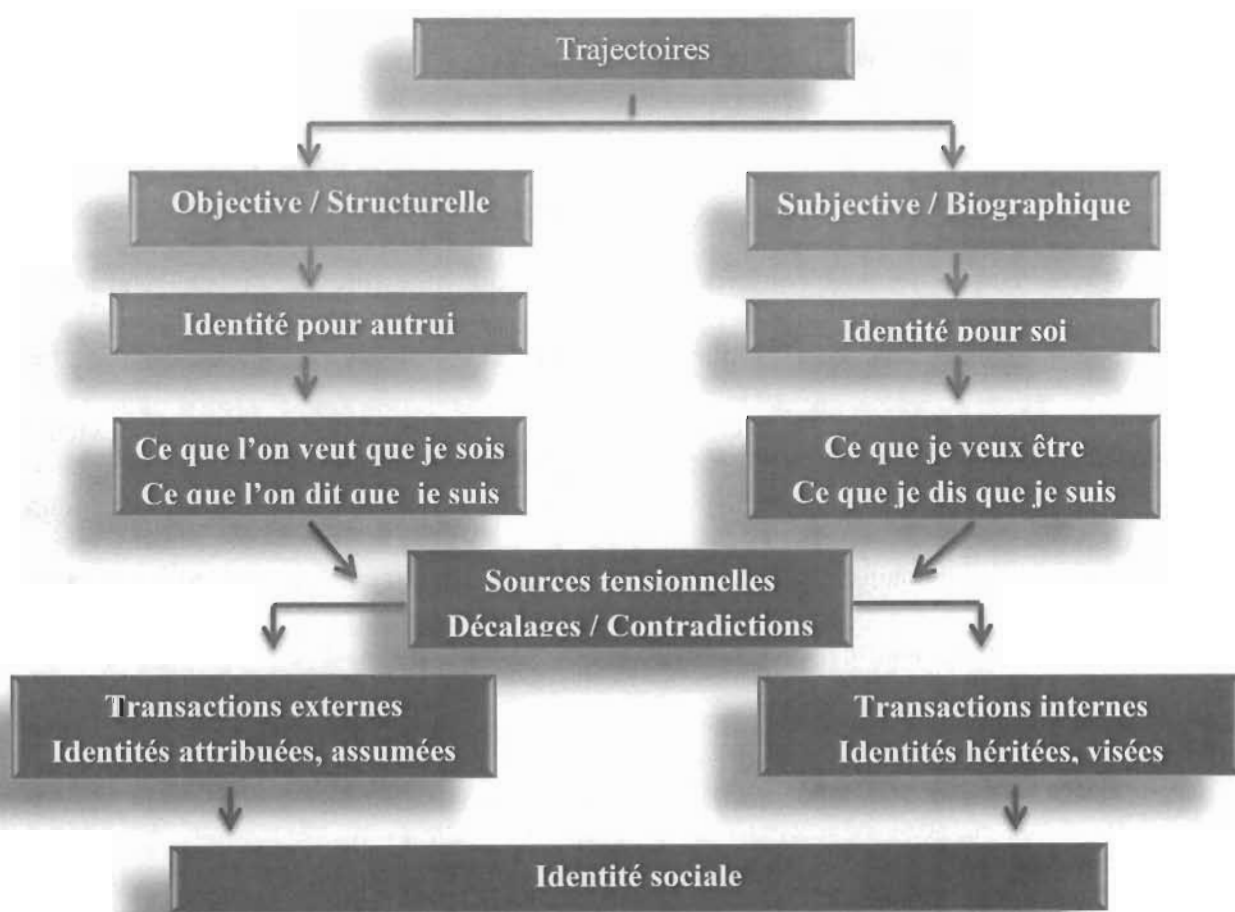 Trajectoires
Objective / Structurelle
Subjective / Biographique
Identité pour autrui
Identité pour soi
Ce que l'on veut que je sois
Ce que l'on dit que je suis
Ce que je veux être
Ce que je dis que je suis
Sources tensionnelles
Décalages / Contradictions
Transactions externes
Identités attribuées, assumées
Transactions internes
Identités héritées, visées
Identité sociale